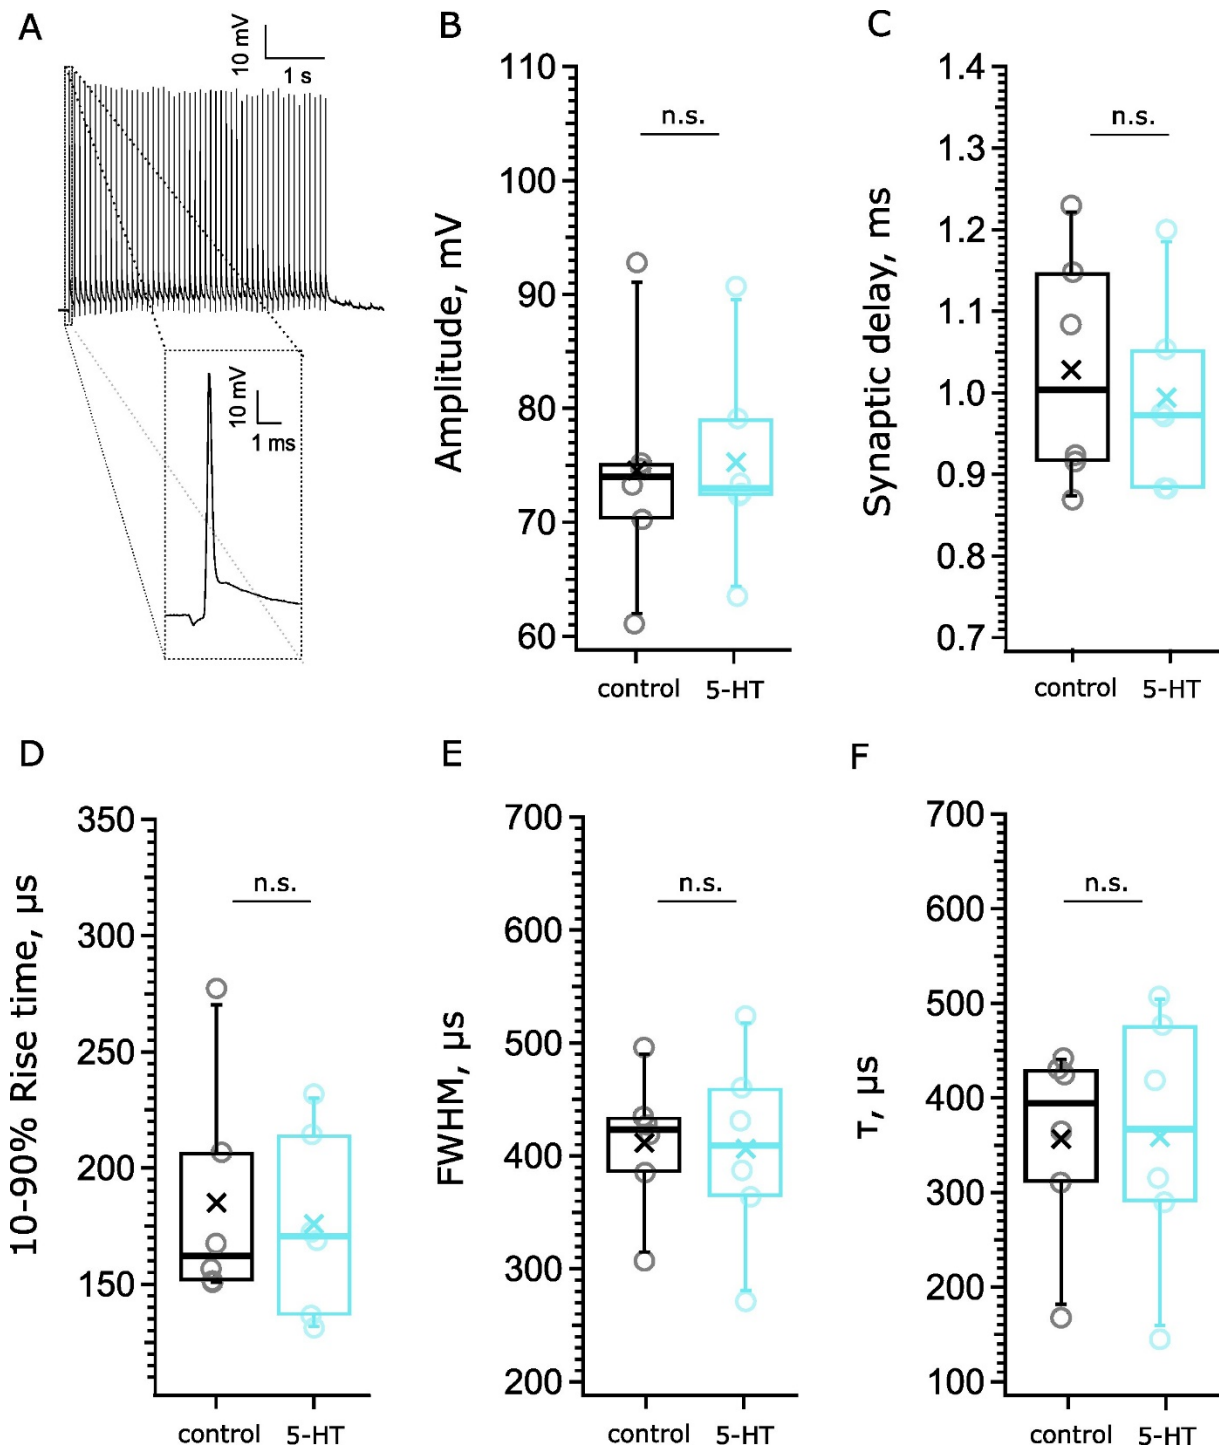 A
10 mV
1 s
10 mV
1 ms
B
Amplitude, mV
110
100
90
80
70
60
n.s.
control 5-HT
C
Synaptic delay, ms
1.4
1.3
1.2
1.1
1.0
0.9
0.8
0.7
n.s.
control 5-HT
D
10-90% Rise time, µs
350
300
250
200
150
n.s.
control 5-HT
E
FWHM, µs
700
600
500
400
300
200
n.s.
control 5-HT
F
τ, µs
700
600
500
400
300
200
100
n.s.
control 5-HT